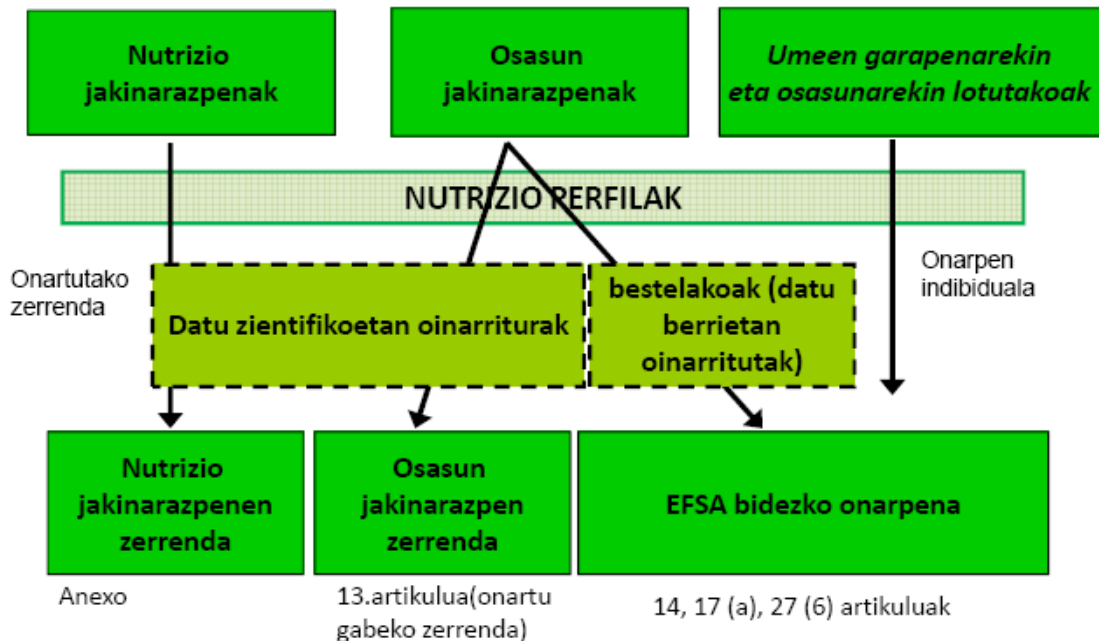 Nutrizio
jakinarazpenak
Osasun
jakinarazpenak
Umeen garapenarekin
eta osasunarekin lotutakoak
NUTRIZIO PERFILAK
Onartutako
zerrenda
Datu zientifikoetan oinarriturak
bestelakoak (datu
berrietan
oinarritutak)
Onarpen
indibiduala
Nutrizio
jakinarazpenen
zerrenda
Osasun
jakinarazpen
zerrenda
EFSA bidezko onarpena
Anexo
13.artikulua(onartu
gabeko zerrenda)
14, 17 (a), 27 (6) artikuluak